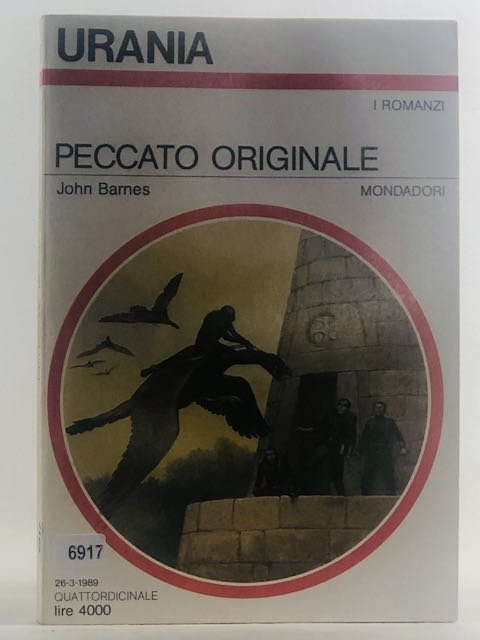 URANIA
I ROMANZI
PECCATO ORIGINALE
John Barnes
MONDADORI
6917
26-3-1989
QUATTORDICINALE
lire 4000